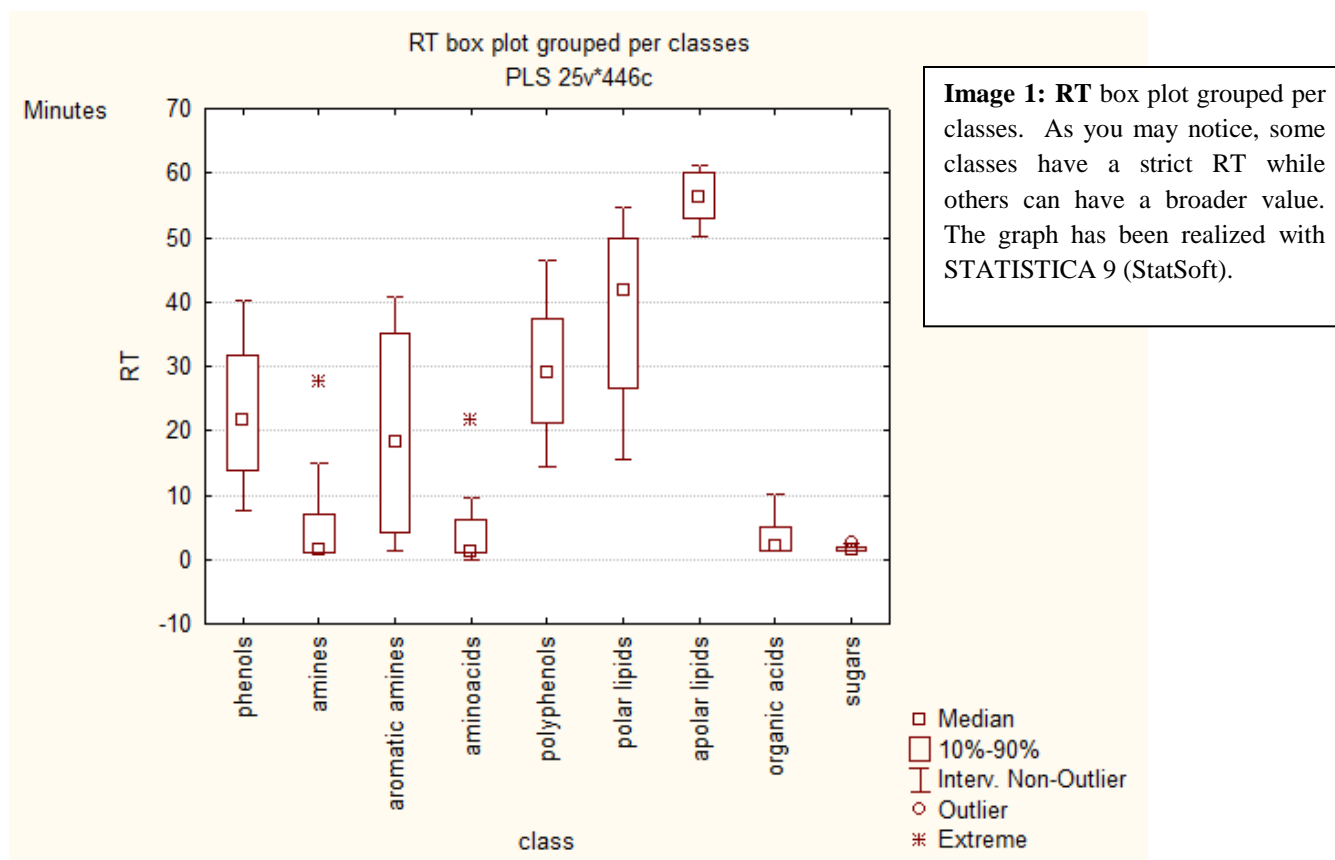 RT box plot grouped per classes
PLS 25v*446c
Minutes
70
60
50
40
30
20
10
0
-10
RT
phenols
amines
aromatic amines
aminoacids
polyphenols
polar lipids
apolar lipids
organic acids
sugars
class
Median
10%-90%
Interv. Non-Outlier
Outlier
Extreme
Image 1: RT box plot grouped per
classes. As you may notice, some
classes have a strict RT while
others can have a broader value.
The graph has been realized with
STATISTICA 9 (StatSoft).